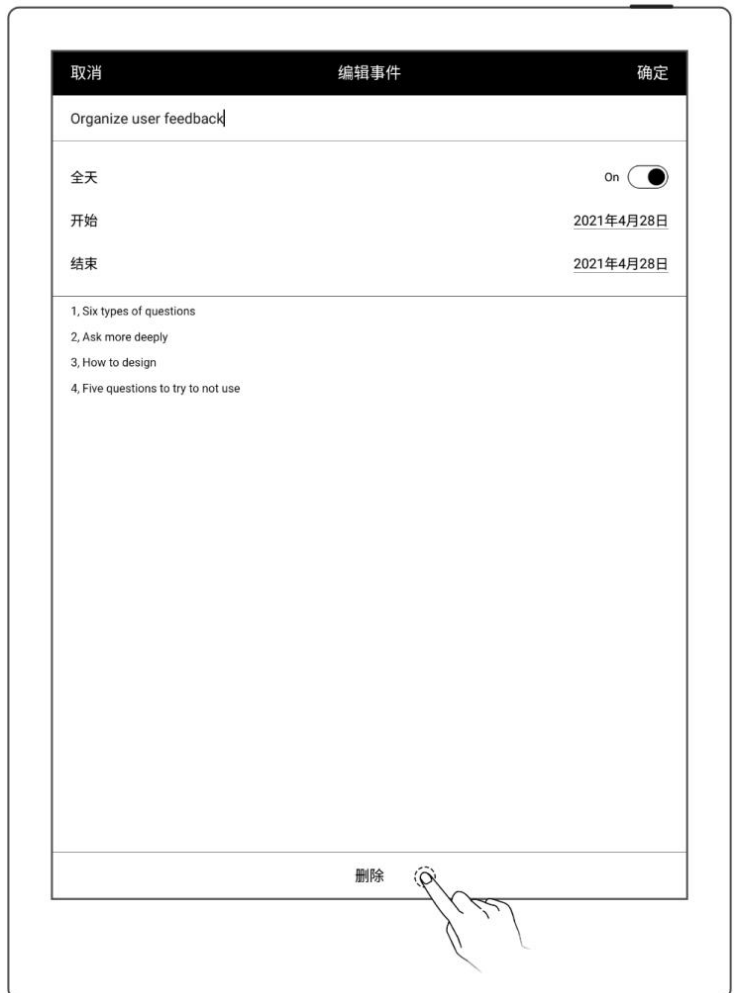 取消 编辑事件 确定
Organize user feedback
全天 On
开始 2021年4月28日
结束 2021年4月28日
1, Six types of questions
2, Ask more deeply
3, How to design
4, Five questions to try to not use
删除